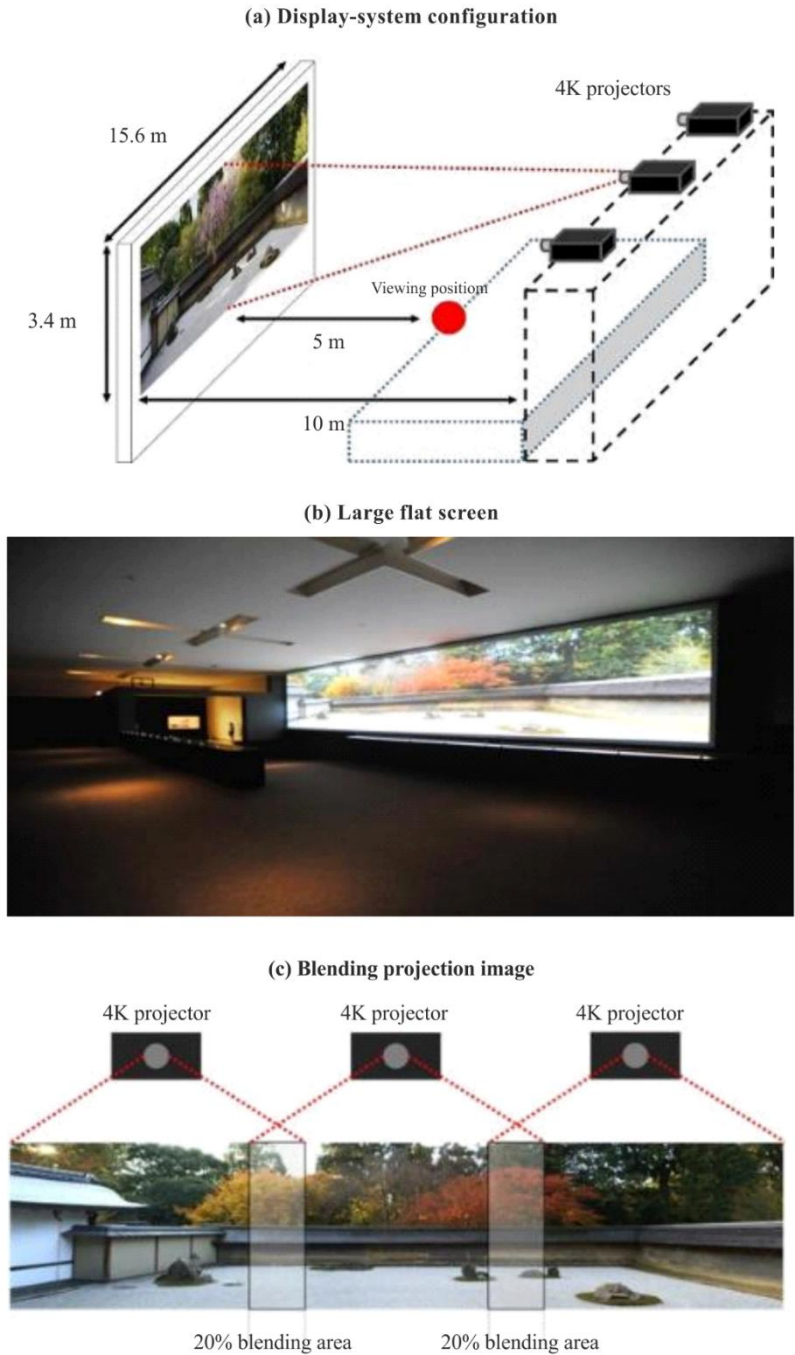 (a) Display-system configuration
4K projectors
15.6 m
Viewing positiom
3.4 m
5 m
10 m
(b) Large flat screen
(c) Blending projection image
4K projector 4K projector 4K projector
20% blending area 20% blending area